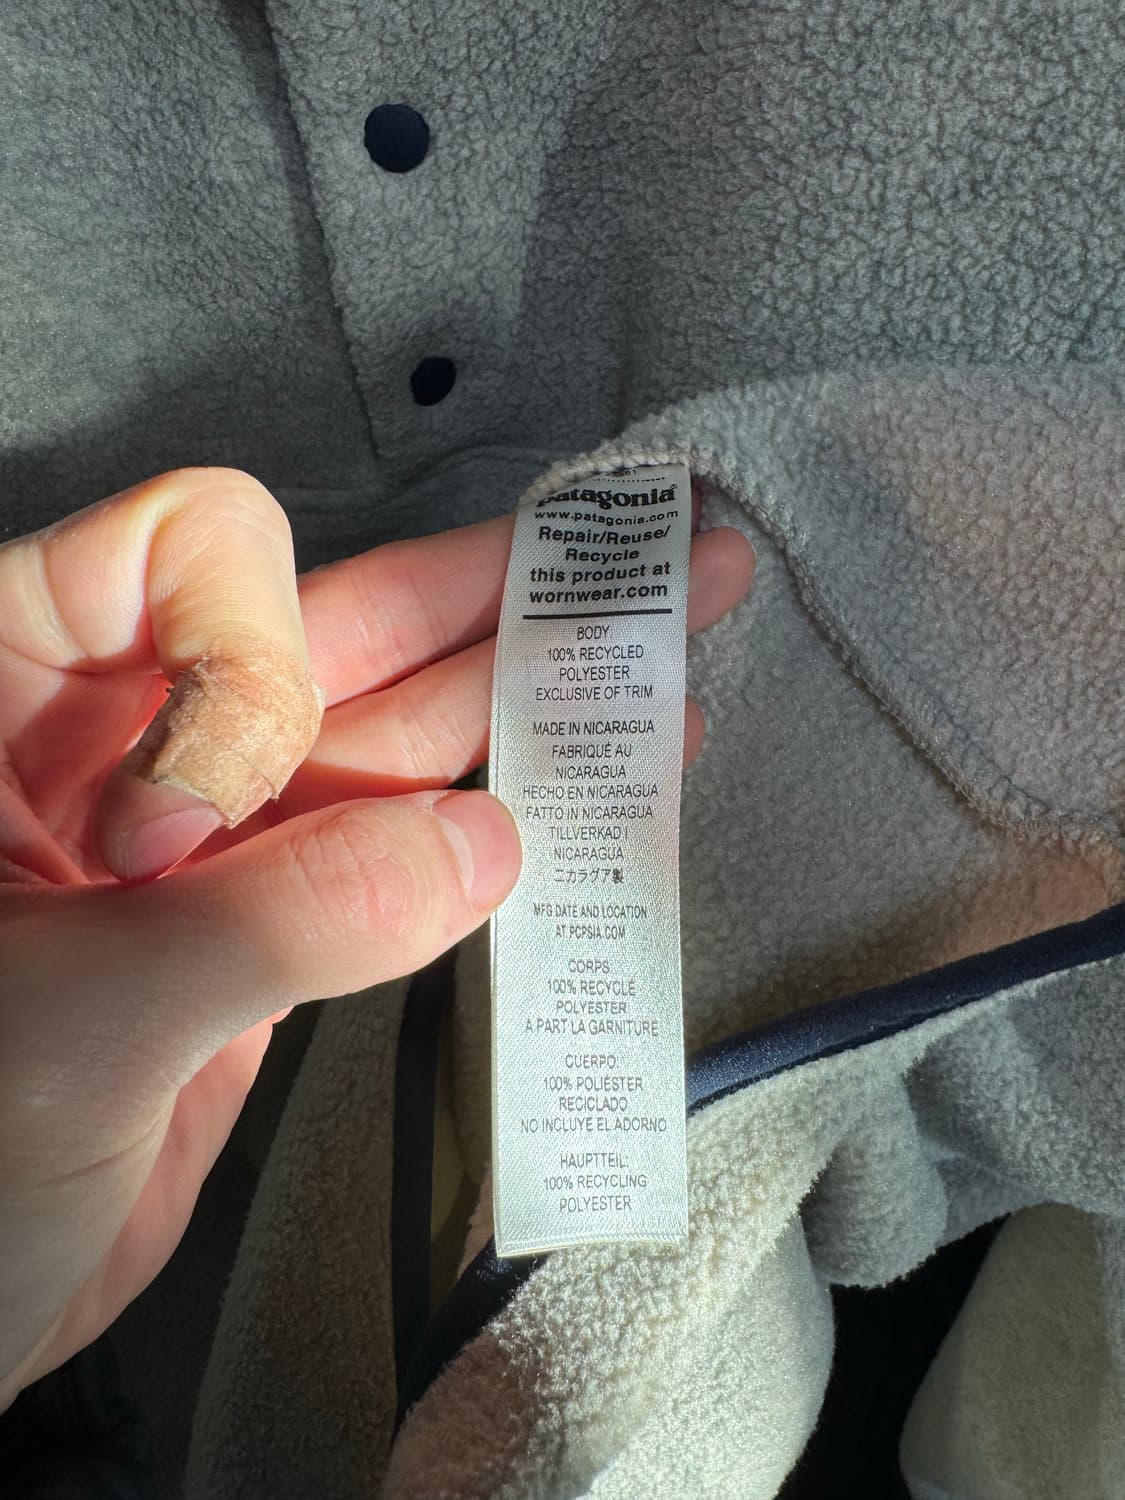 patagonia®
www.patagonia.com
Repair/Reuse/
Recycle
this product at
wornwear.com
BODY:
100% RECYCLED
POLYESTER
EXCLUSIVE OF TRIM
MADE IN NICARAGUA
FABRIQUÉ AU
NICARAGUA
HECHO EN NICARAGUA
FATTO IN NICARAGUA
TILLVERKAD I
NICARAGUA
ニカラグア製
MFG DATE AND LOCATION
AT PCPSIA.COM
CORPS:
100% RECYCLÉ
POLYESTER
À PART LA GARNITURE
CUERPO:
100% POLIÉSTER
RECICLADO
NO INCLUYE EL ADORNO
HAUPTTEIL:
100% RECYCLING
POLYESTER